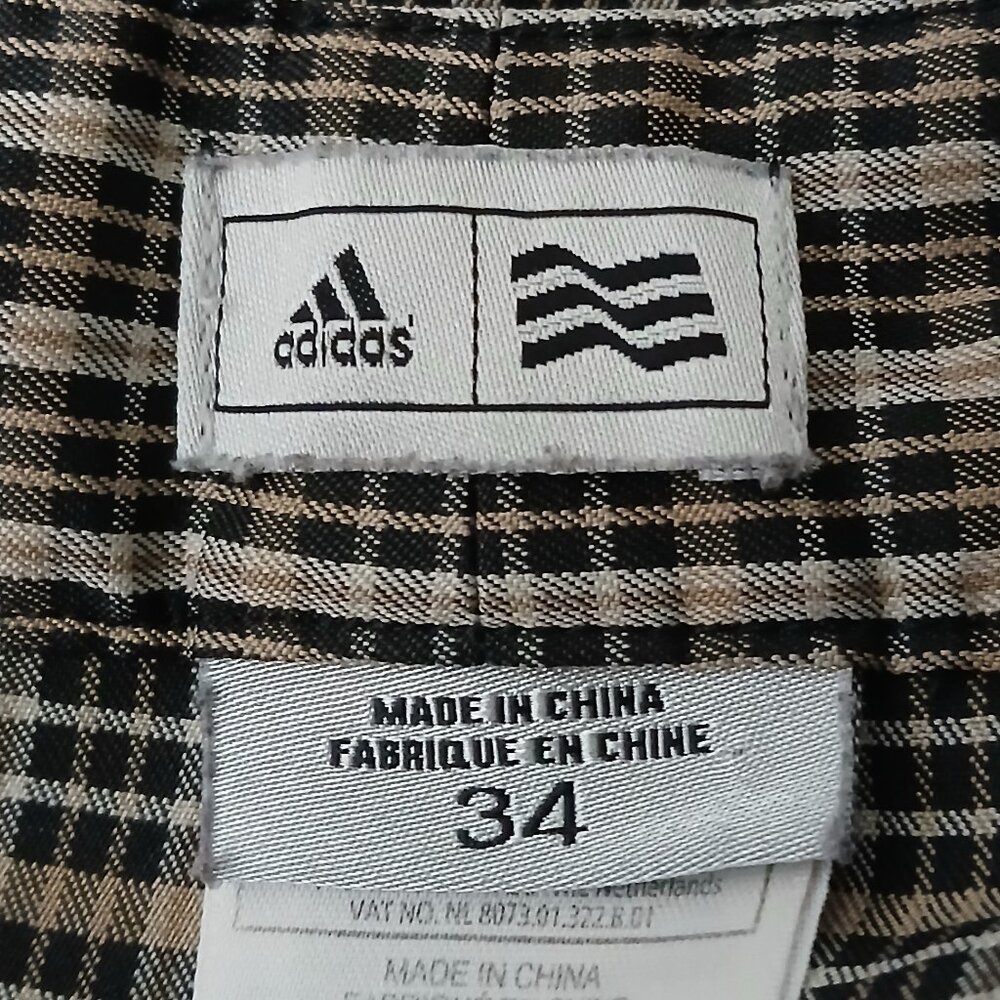 adidas
MADE IN CHINA
FABRIQUE EN CHINE
34
The Netherlands
VAT NO. NL 8073.01.322.B.01
MADE IN CHINA